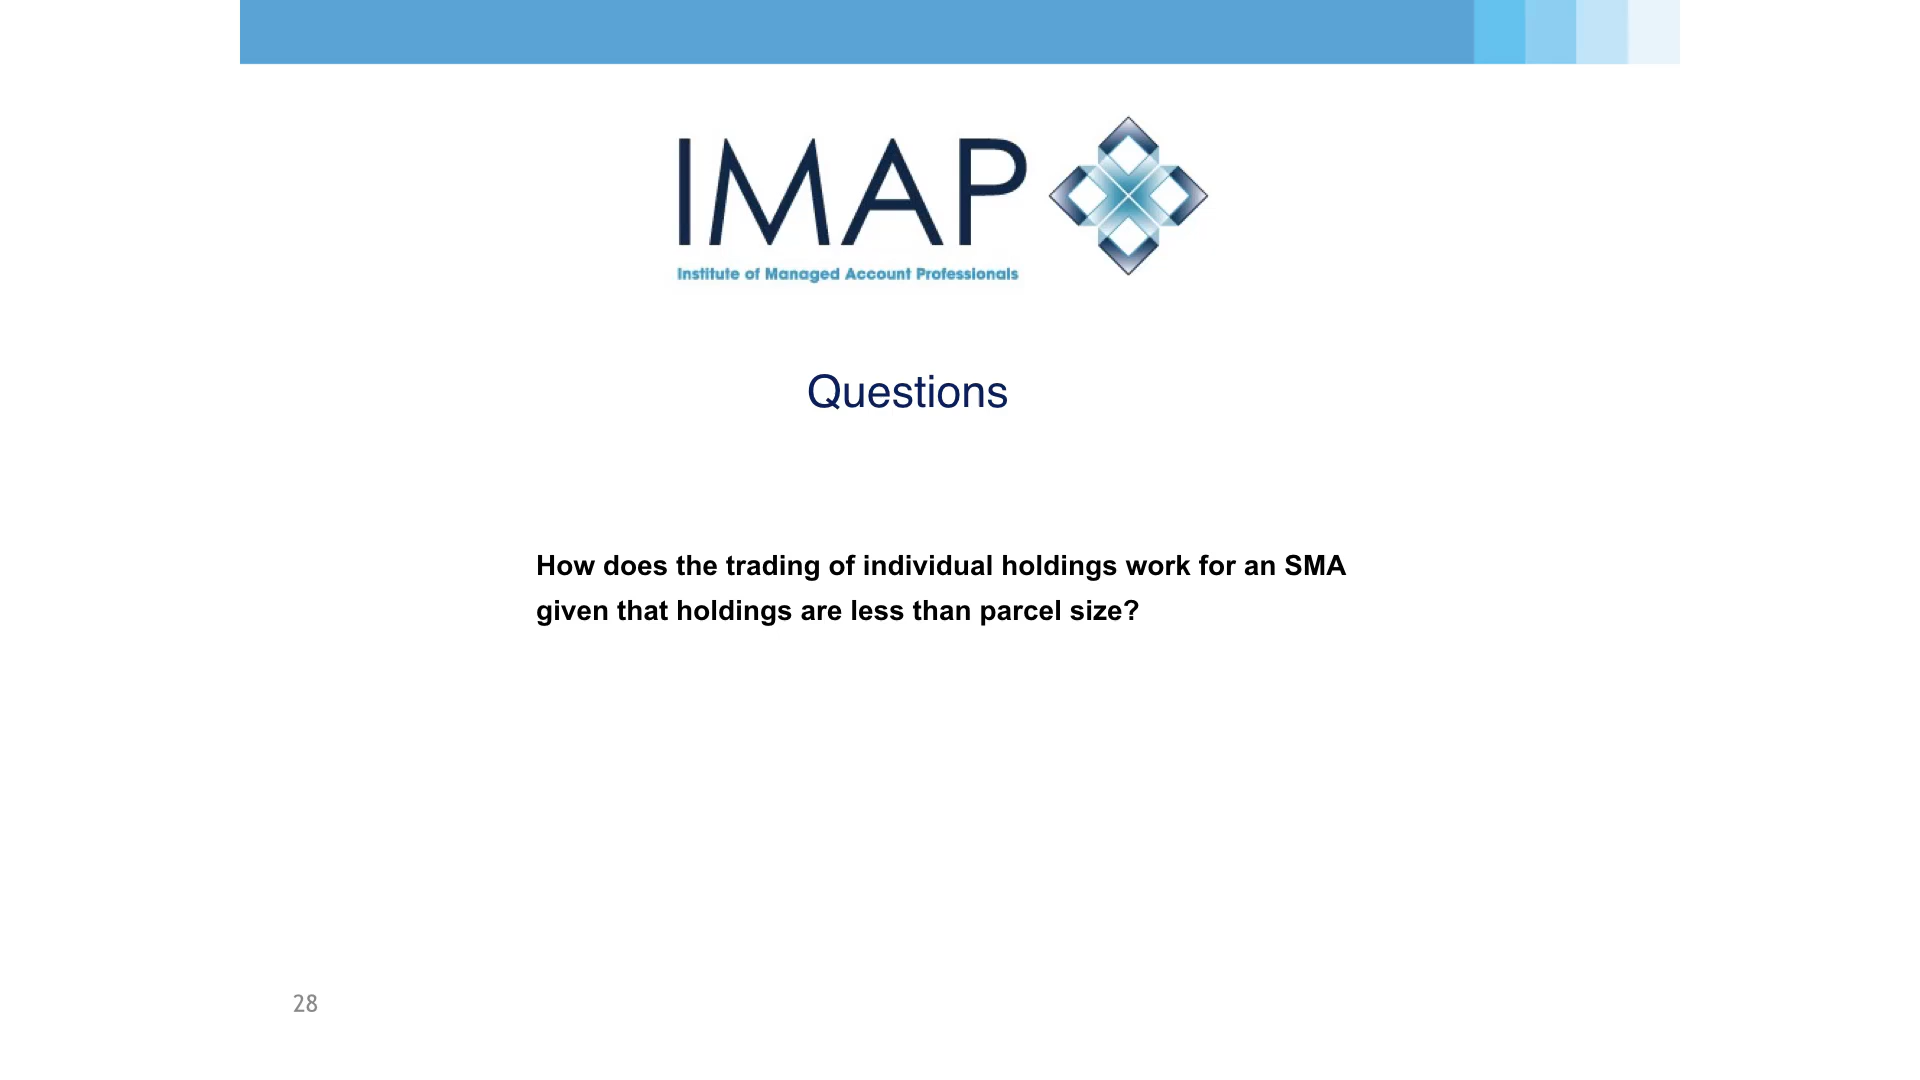 IMAP
Institute of Managed Account Professionals
Questions
How does the trading of individual holdings work for an SMA
given that holdings are less than parcel size?
28